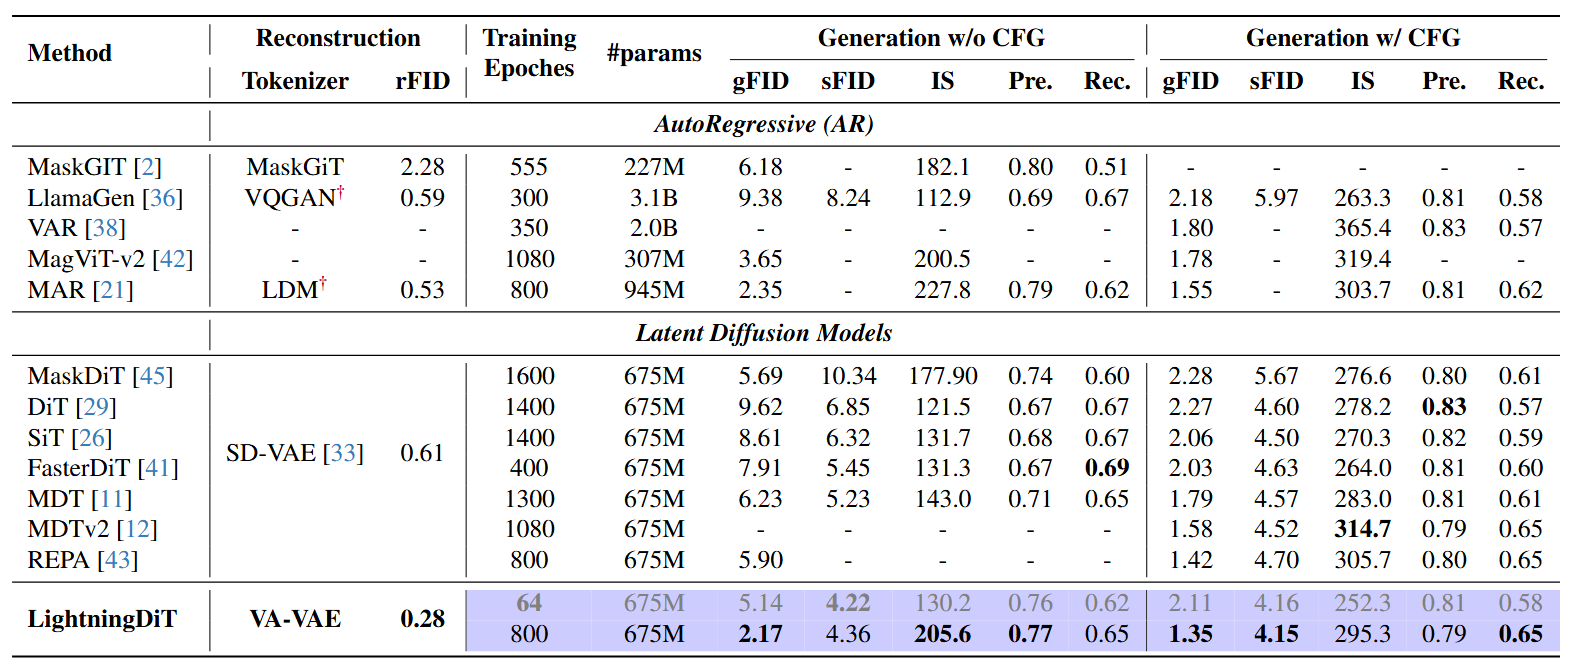 Method Reconstruction Training Epoches #params Generation w/o CFG Generation w/ CFG
Tokenizer rFID gFID sFID IS Pre. Rec. gFID sFID IS Pre. Rec.
AutoRegressive (AR)
MaskGIT [2] MaskGiT 2.28 555 227M 6.18 - 182.1 0.80 0.51 - - - - -
LlamaGen [36] VQGAN† 0.59 300 3.1B 9.38 8.24 112.9 0.69 0.67 2.18 5.97 263.3 0.81 0.58
VAR [38] - - 350 2.0B - - - - - 1.80 - 365.4 0.83 0.57
MagViT-v2 [42] - - 1080 307M 3.65 - 200.5 - - 1.78 - 319.4 - -
MAR [21] LDM† 0.53 800 945M 2.35 - 227.8 0.79 0.62 1.55 - 303.7 0.81 0.62
Latent Diffusion Models
MaskDiT [45] 1600 675M 5.69 10.34 177.90 0.74 0.60 2.28 5.67 276.6 0.80 0.61
DiT [29] 1400 675M 9.62 6.85 121.5 0.67 0.67 2.27 4.60 278.2 0.83 0.57
SiT [26] 1400 675M 8.61 6.32 131.7 0.68 0.67 2.06 4.50 270.3 0.82 0.59
SD-VAE [33] 0.61
FasterDiT [41] 400 675M 7.91 5.45 131.3 0.67 0.69 2.03 4.63 264.0 0.81 0.60
MDT [11] 1300 675M 6.23 5.23 143.0 0.71 0.65 1.79 4.57 283.0 0.81 0.61
MDTv2 [12] 1080 675M - - - - - 1.58 4.52 314.7 0.79 0.65
REPA [43] 800 675M 5.90 - - - - 1.42 4.70 305.7 0.80 0.65
LightningDiT VA-VAE 0.28 64 675M 5.14 4.22 130.2 0.76 0.62 2.11 4.16 252.3 0.81 0.58
800 675M 2.17 4.36 205.6 0.77 0.65 1.35 4.15 295.3 0.79 0.65